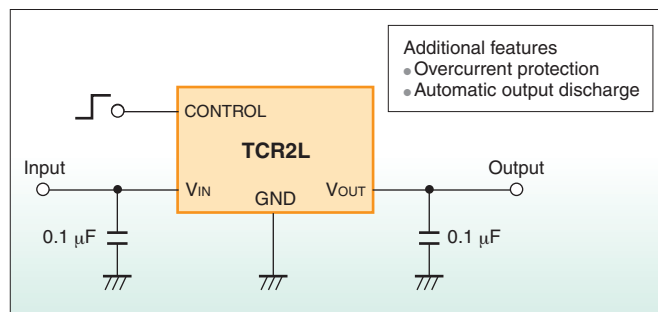 Additional features
● Overcurrent protection
● Automatic output discharge
CONTROL
TCR2L
Input
VIN
GND
VOUT
Output
0.1 μF
0.1 μF